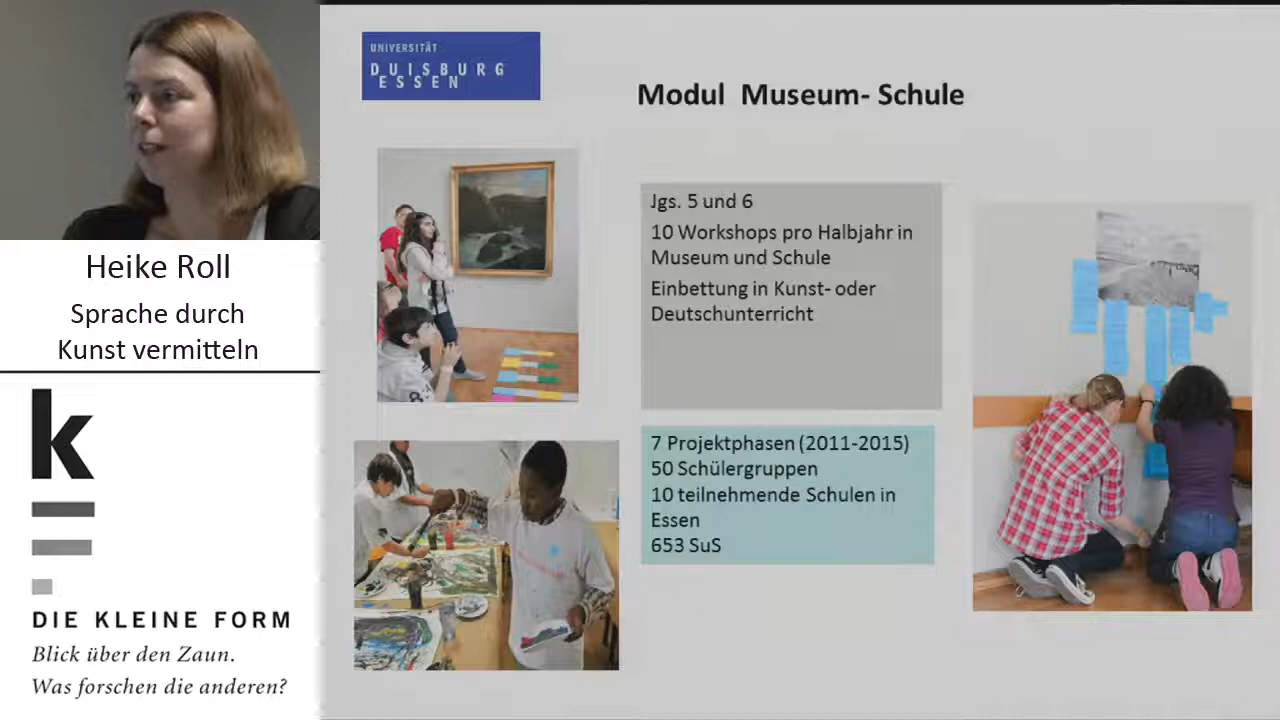 UNIVERSITÄT
DUISBURG
ESSEN
Modul Museum- Schule
Jgs. 5 und 6
10 Workshops pro Halbjahr in
Museum und Schule
Einbettung in Kunst- oder
Deutschunterricht
7 Projektphasen (2011-2015)
50 Schülergruppen
10 teilnehmende Schulen in
Essen
653 SuS
Heike Roll
Sprache durch
Kunst vermitteln
k
DIE KLEINE FORM
Blick über den Zaun.
Was forschen die anderen?